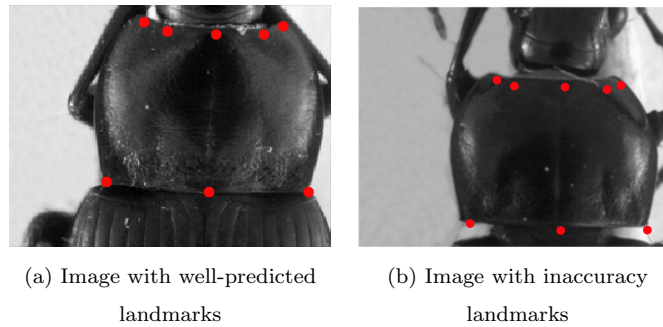 (a) Image with well-predicted
landmarks
(b) Image with inaccuracy
landmarks